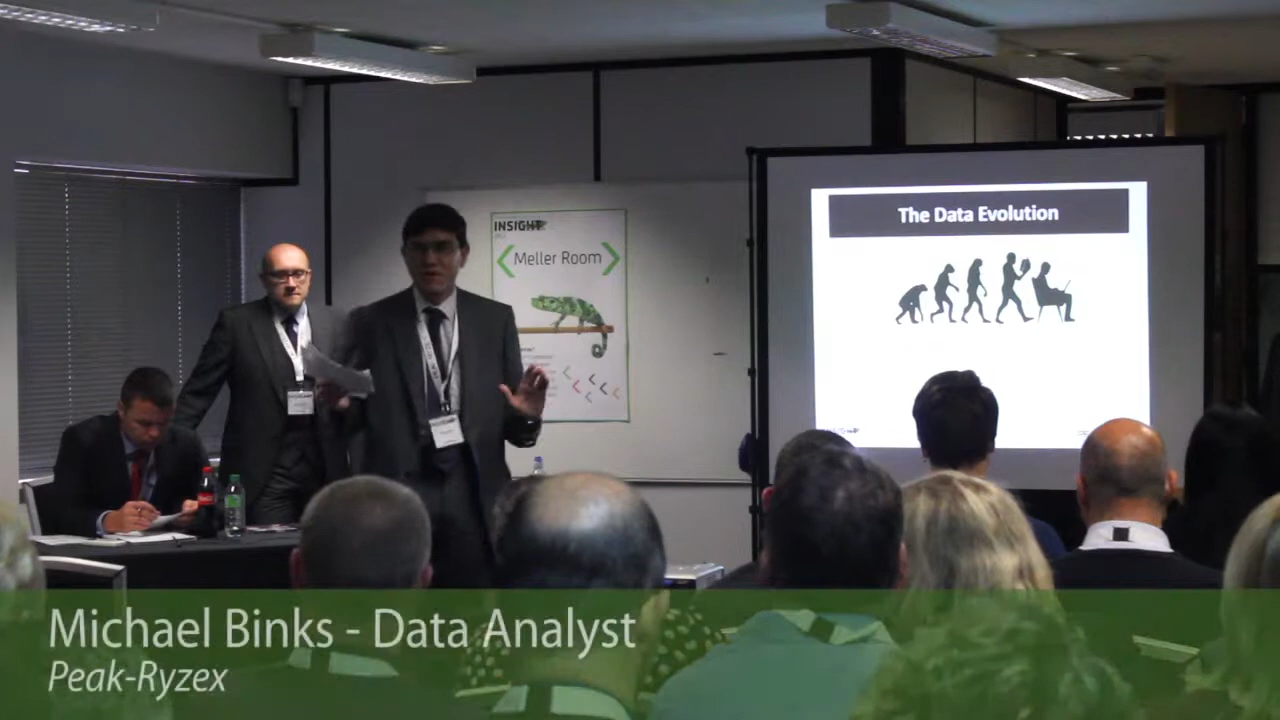 INSIGHT
Meller Room
The Data Evolution
Michael Binks - Data Analyst
Peak-Ryzex